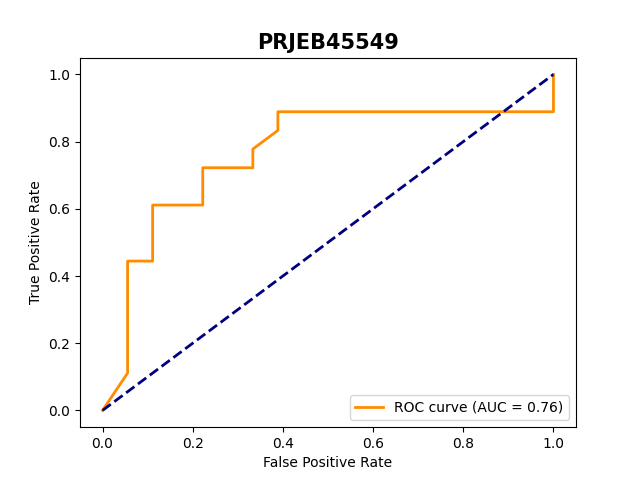 PRJEB45549
1.0
0.8
0.6
0.4
0.2
0.0
True Positive Rate
ROC curve (AUC = 0.76)
0.0 0.2 0.4 0.6 0.8 1.0
False Positive Rate